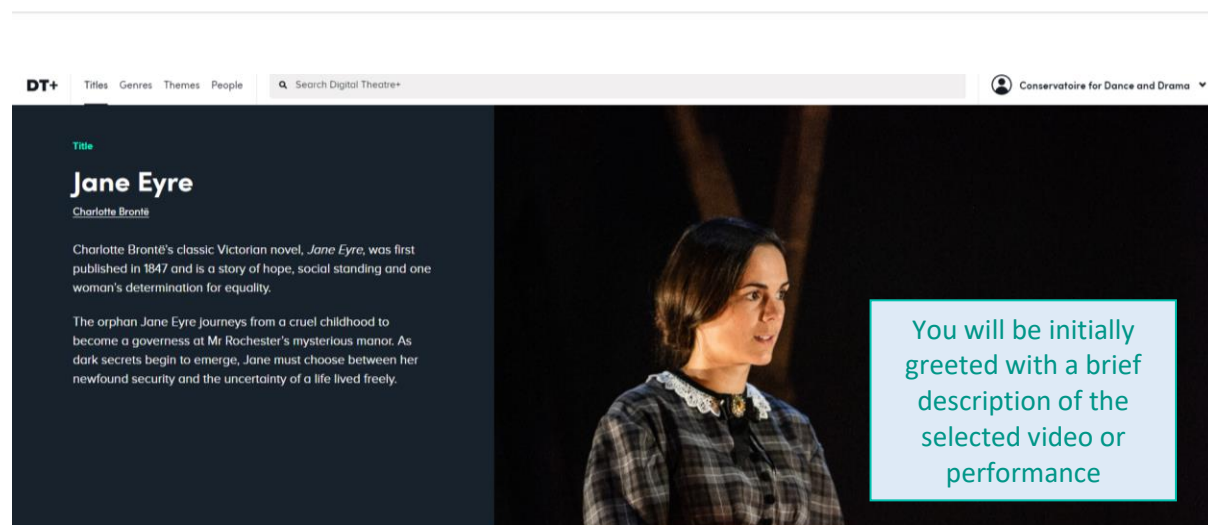 DT+ Titles Genres Themes People Search Digital Theatre+ Conservatoire for Dance and Drama
Title
Jane Eyre
Charlotte Brontë
Charlotte Brontë's classic Victorian novel, Jane Eyre, was first
published in 1847 and is a story of hope, social standing and one
woman's determination for equality.
The orphan Jane Eyre journeys from a cruel childhood to
become a governess at Mr Rochester's mysterious manor. As
dark secrets begin to emerge, Jane must choose between her
newfound security and the uncertainty of a life lived freely.
You will be initially
greeted with a brief
description of the
selected video or
performance